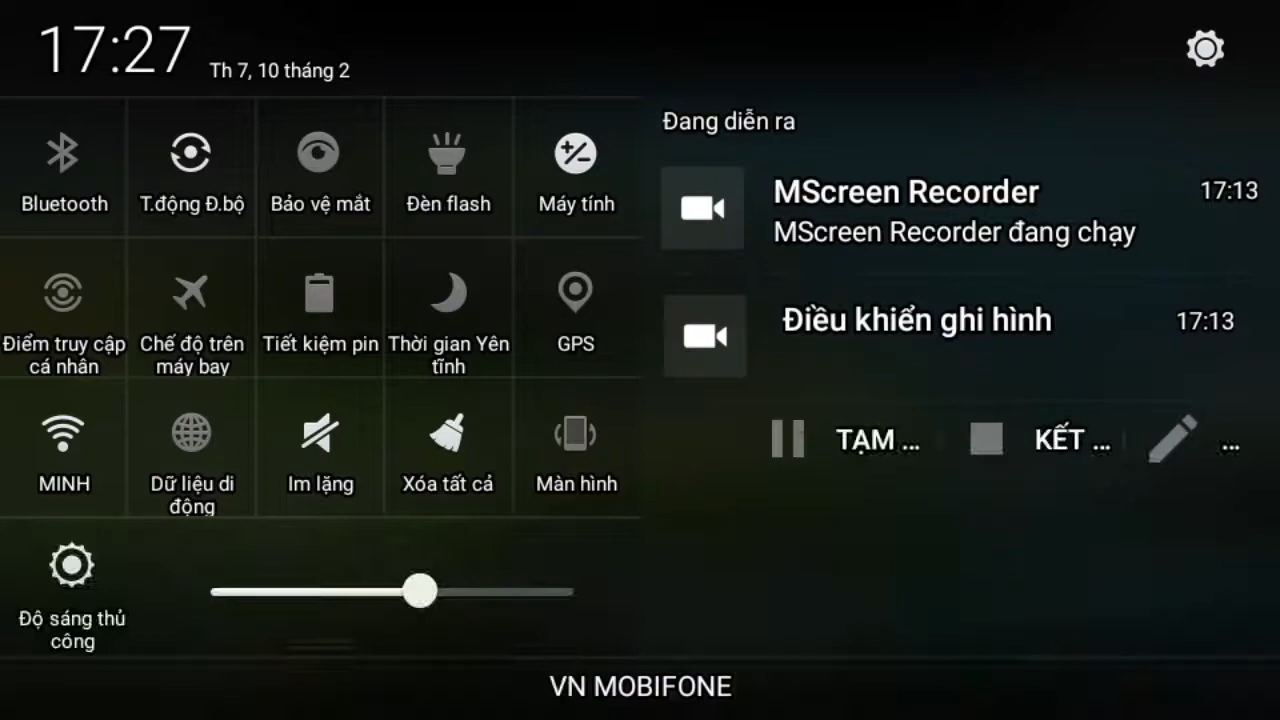 17:27
Th 7, 10 tháng 2
Bluetooth
T.động Đ.bộ
Bảo vệ mắt
Đèn flash
Máy tính
Điểm truy cập
cá nhân
Chế độ trên
máy bay
Tiết kiệm pin
Thời gian Yên
tĩnh
GPS
MINH
Dữ liệu di
động
Im lặng
Xóa tất cả
Màn hình
Độ sáng thủ
công
Đang diễn ra
MScreen Recorder
17:13
MScreen Recorder đang chạy
Điều khiển ghi hình
17:13
TẠM ...
KẾT ...
...
VN MOBIFONE